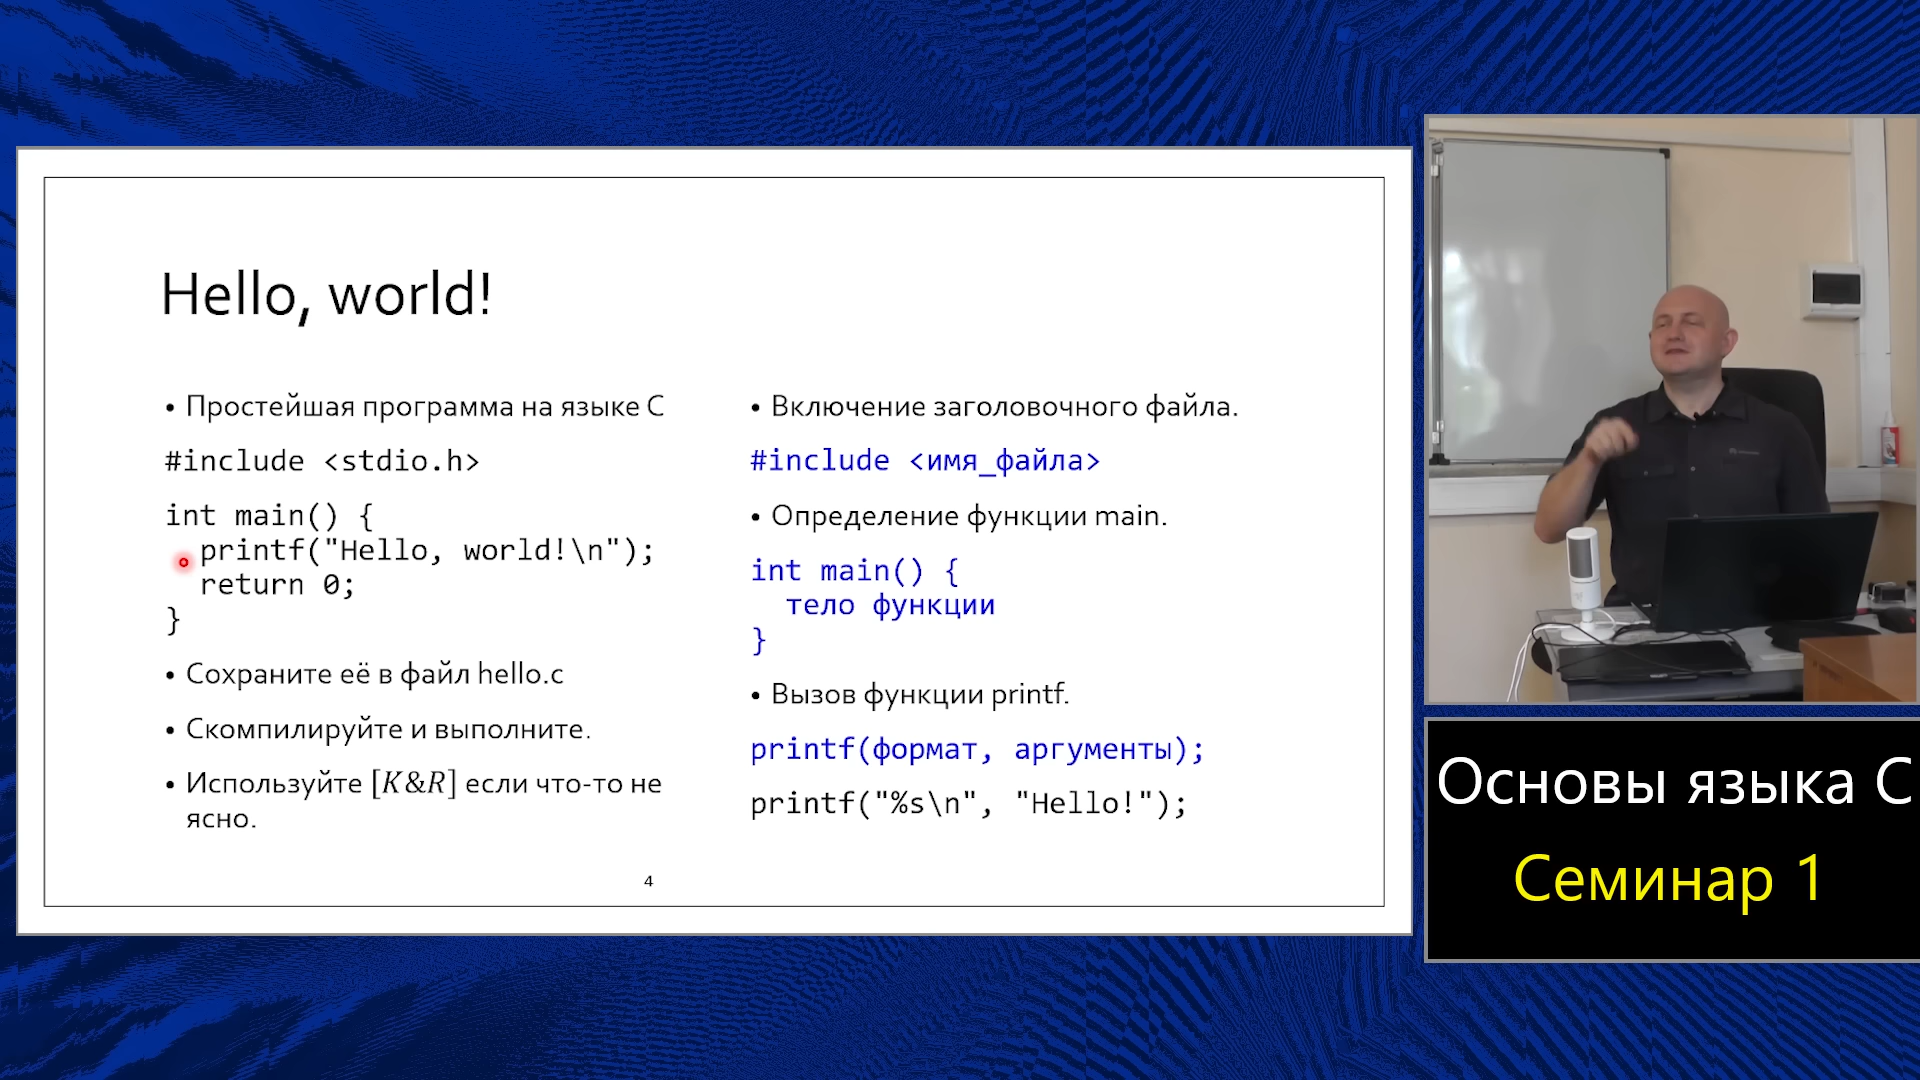 Hello, world!
• Простейшая программа на языке C
#include <stdio.h>
int main() {
printf("Hello, world!\n");
return 0;
}
• Сохраните её в файл hello.c
• Скомпилируйте и выполните.
• Используйте [K&R] если что-то не
ясно.
• Включение заголовочного файла.
#include <имя_файла>
• Определение функции main.
int main() {
тело функции
}
• Вызов функции printf.
printf(формат, аргументы);
printf("%s\n", "Hello!");
4
Основы языка C
Семинар 1